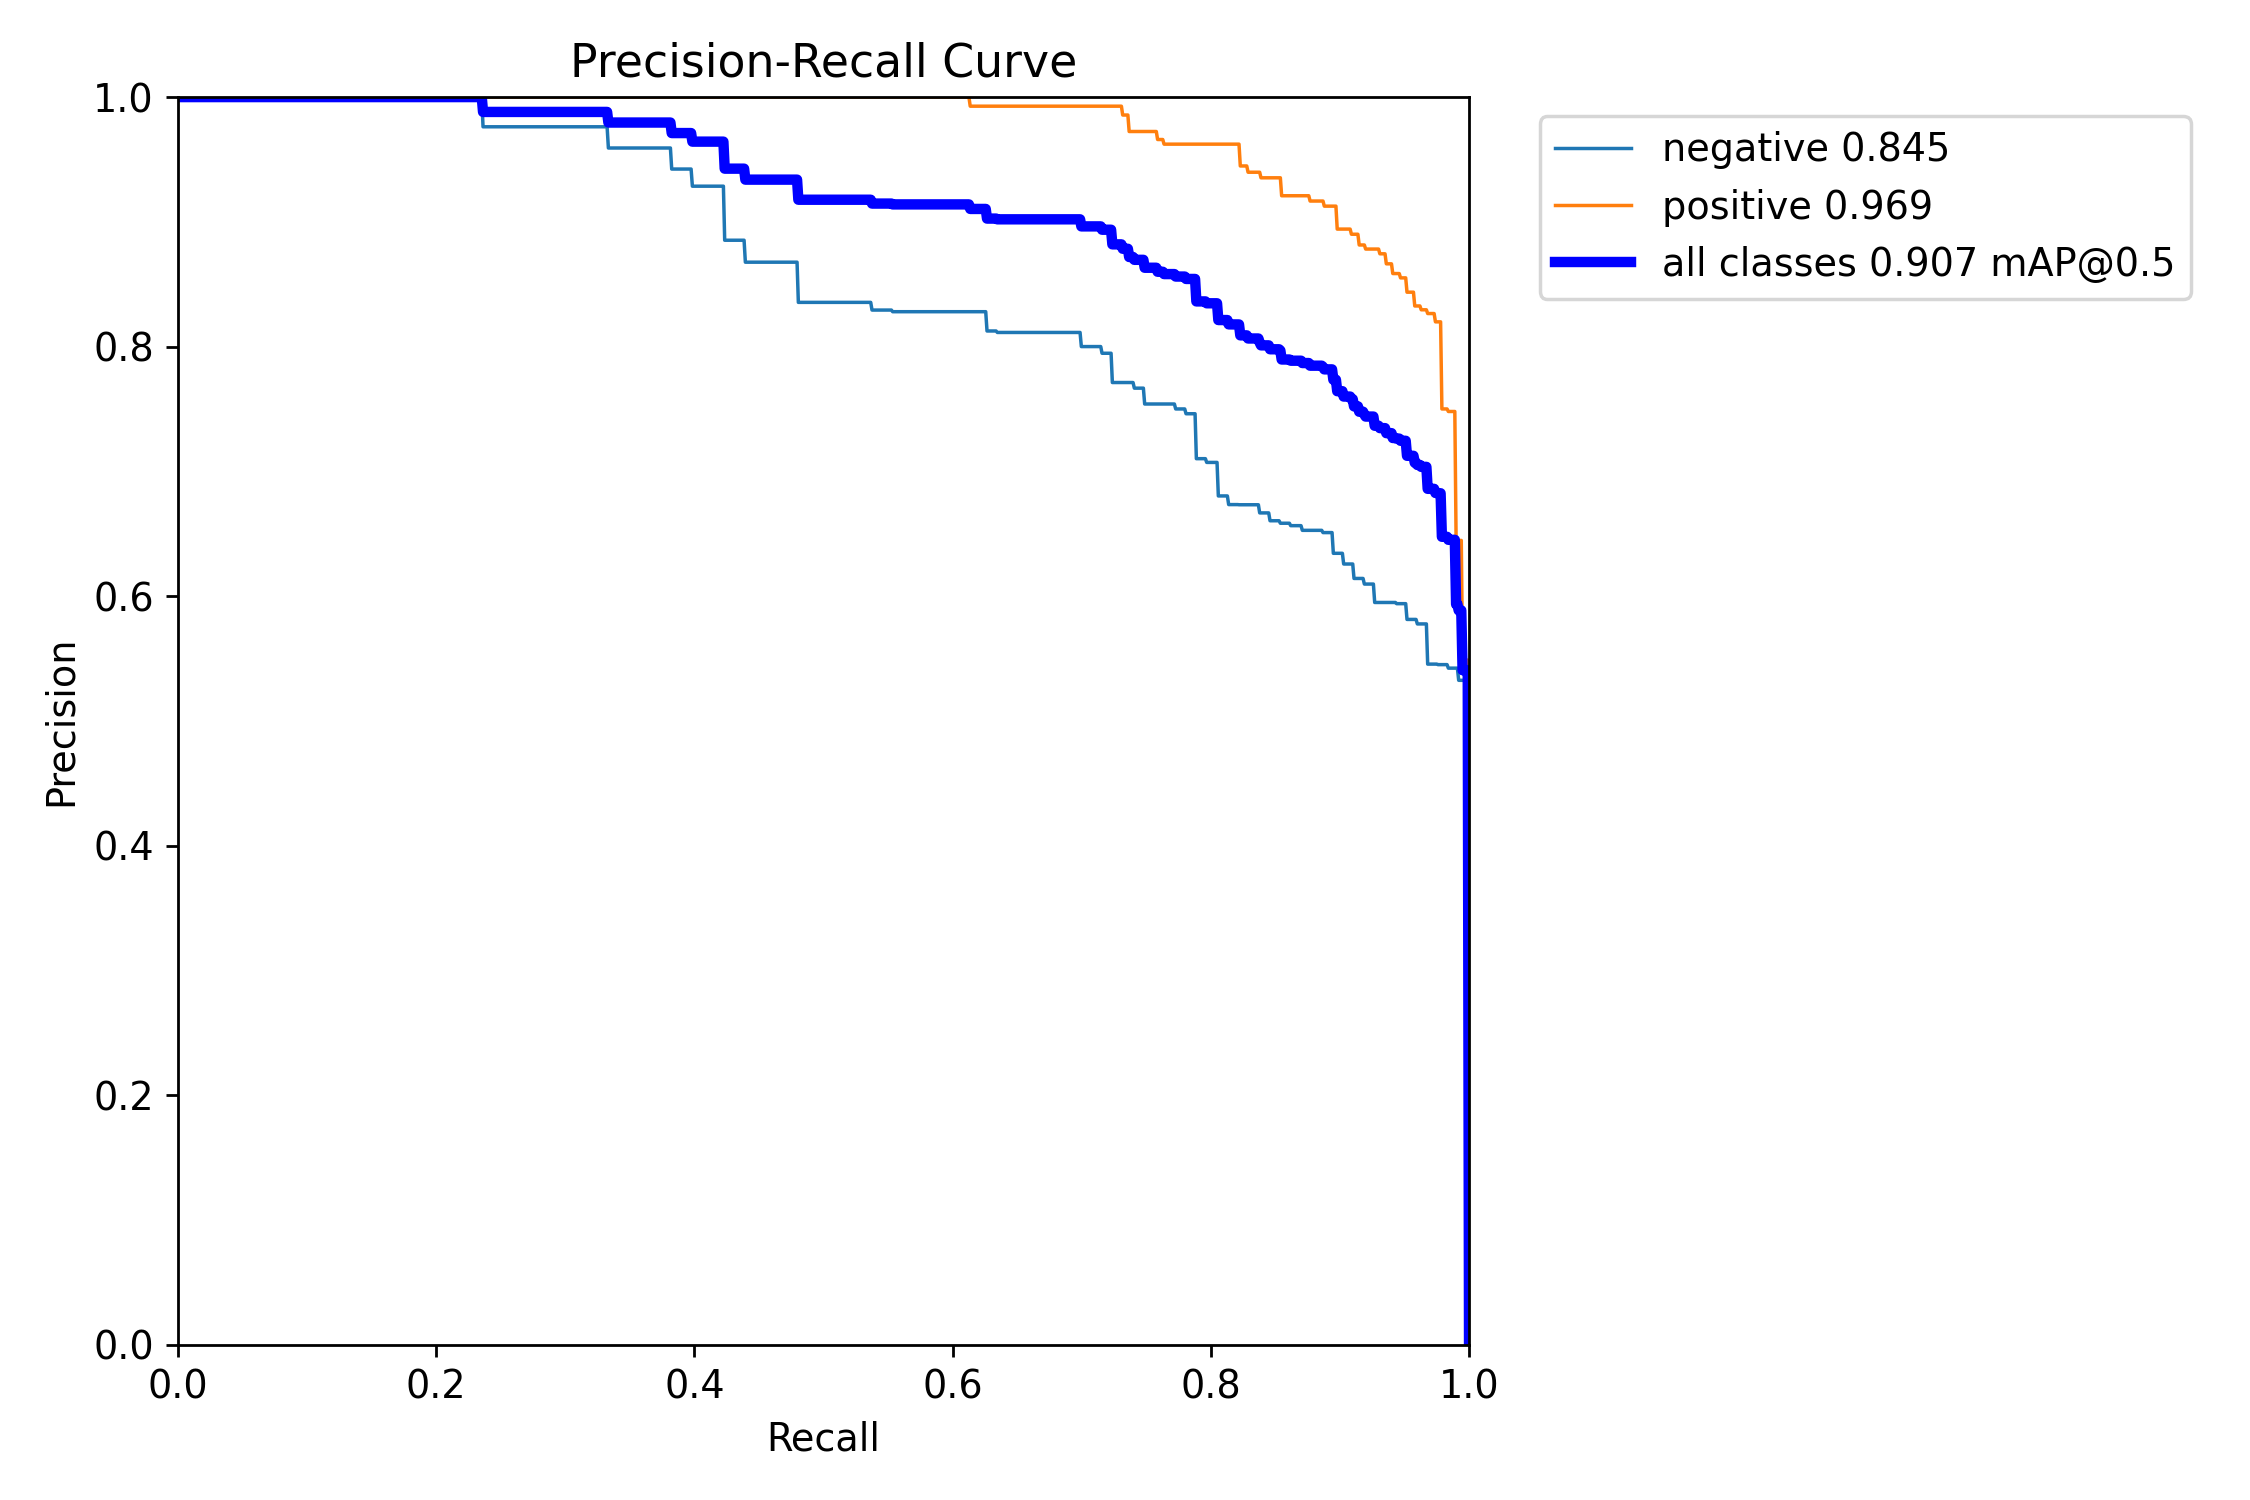 Precision-Recall Curve
1.0
0.8
0.6
0.4
0.2
0.0
Precision
0.0 0.2 0.4 0.6 0.8 1.0
Recall
negative 0.845
positive 0.969
all classes 0.907 mAP@0.5